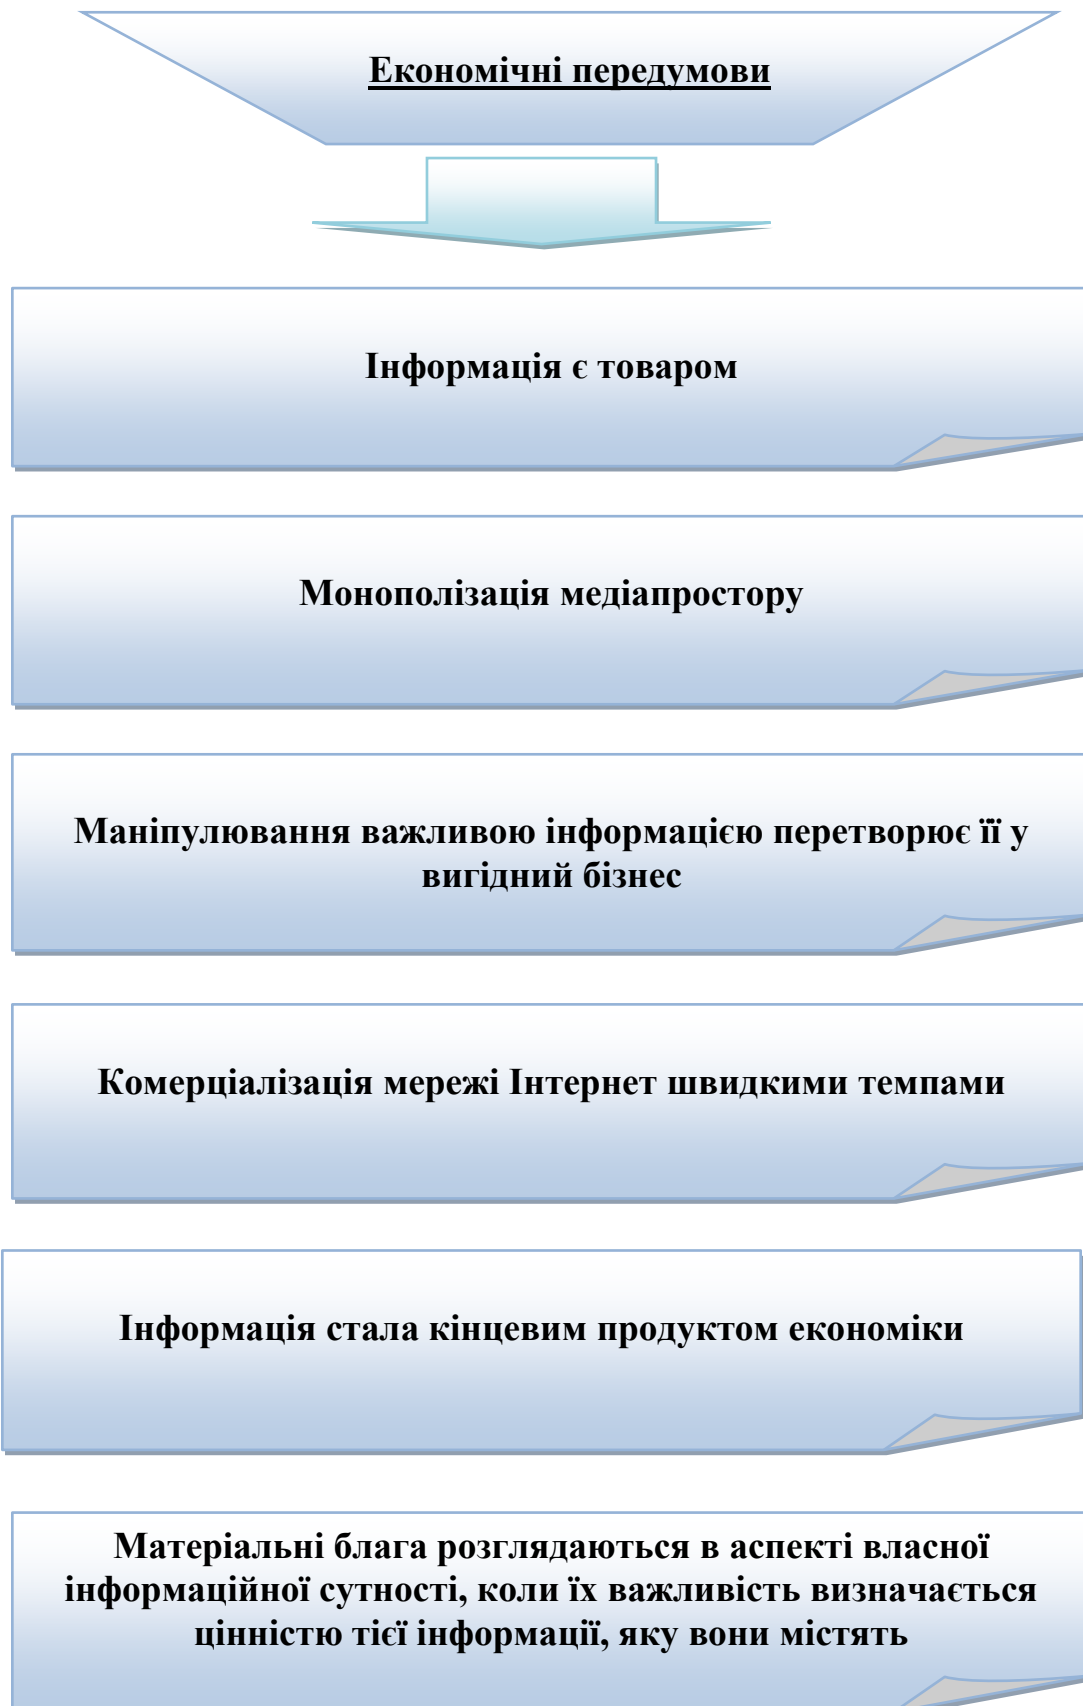 Економічні передумови
Інформація є товаром
Монополізація медіапростору
Маніпулювання важливою інформацією перетворює її у
вигідний бізнес
Комерціалізація мережі Інтернет швидкими темпами
Інформація стала кінцевим продуктом економіки
Матеріальні блага розглядаються в аспекті власної
інформаційної сутності, коли їх важливість визначається
цінністю тієї інформації, яку вони містять